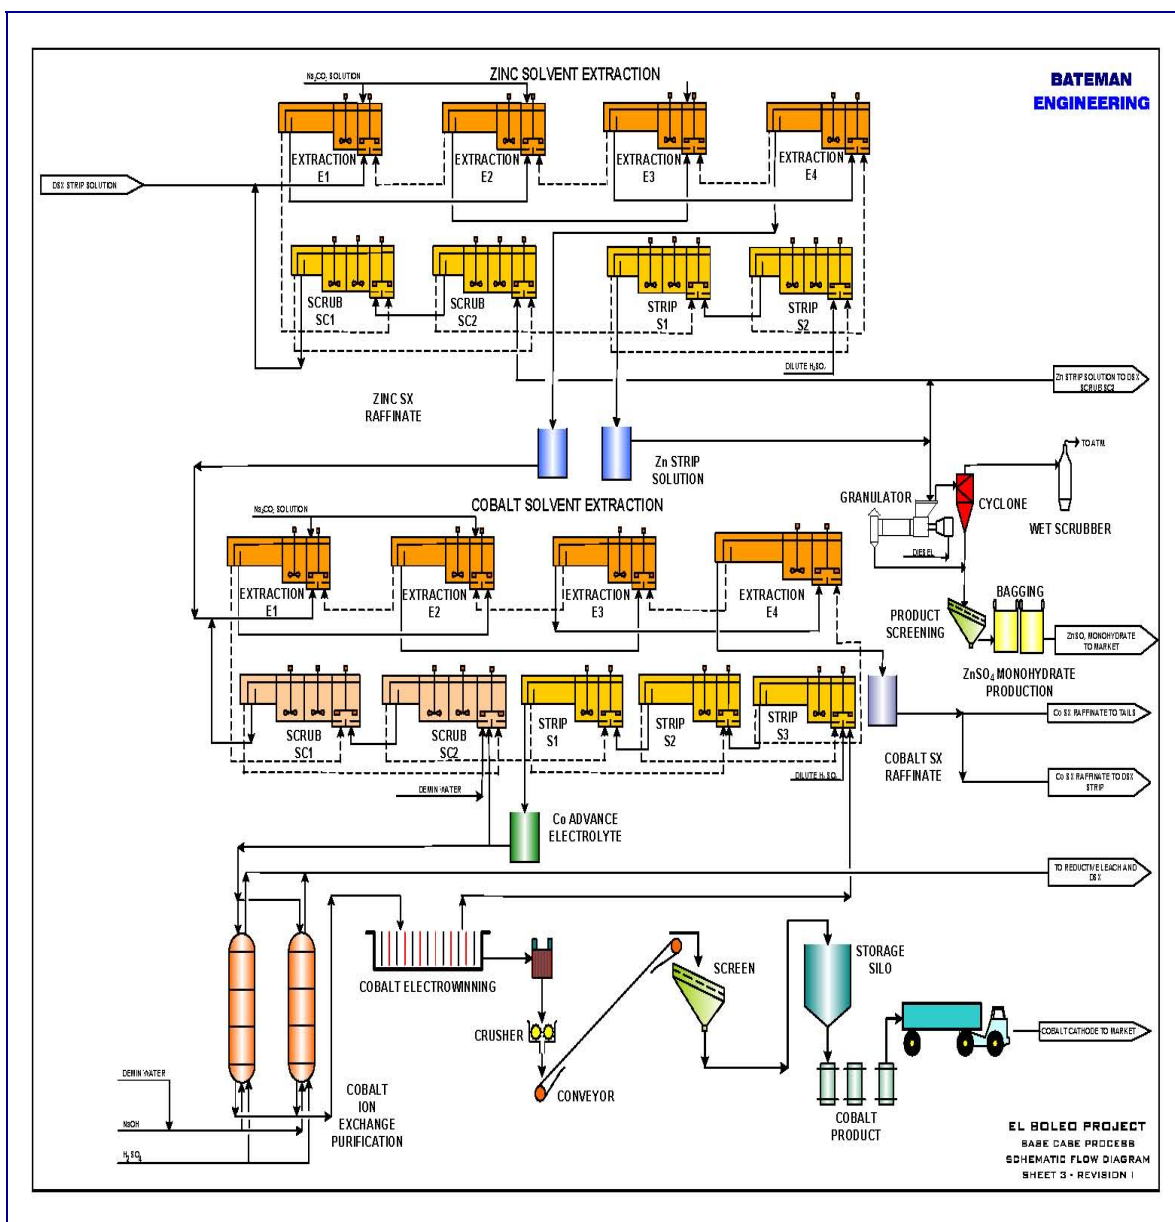 ZINC SOLVENT EXTRACTION
Na2CO3 SOLUTION
BATEMAN
ENGINEERING
EXTRACTION
E1
EXTRACTION
E2
EXTRACTION
E3
EXTRACTION
E4
DSX STRIP SOLUTION
SCRUB
SC1
SCRUB
SC2
STRIP
S1
STRIP
S2
DILUTE H2SO4
Zn STRIP SOLUTION TO DSX
SCRUB SC2
ZINC SX
RAFFINATE
Zn STRIP
SOLUTION
TO ATM
COBALT SOLVENT EXTRACTION
Na2CO3 SOLUTION
GRANULATOR
CYCLONE
WET SCRUBBER
DIESEL
EXTRACTION
E1
EXTRACTION
E2
EXTRACTION
E3
EXTRACTION
E4
PRODUCT
SCREENING
BAGGING
ZnSO4 MONOHYDRATE
TO MARKET
ZnSO4 MONOHYDRATE
PRODUCTION
SCRUB
SC1
SCRUB
SC2
STRIP
S1
STRIP
S2
STRIP
S3
Co SX RAFFINATE TO TAILS
COBALT SX
RAFFINATE
DILUTE H2SO4
Co SX RAFFINATE TO DSX
STRIP
DEMIN WATER
Co ADVANCE
ELECTROLYTE
TO REDUCTIVE LEACH AND
DSX
COBALT ELECTROWINNING
SCREEN
STORAGE
SILO
CRUSHER
COBALT CATHODE TO MARKET
CONVEYOR
DEMIN WATER
COBALT
ION
EXCHANGE
PURIFICATION
NaOH
H2SO4
COBALT
PRODUCT
EL BOLEO PROJECT
BASE CASE PROCESS
SCHEMATIC FLOW DIAGRAM
SHEET 3 - REVISION 1